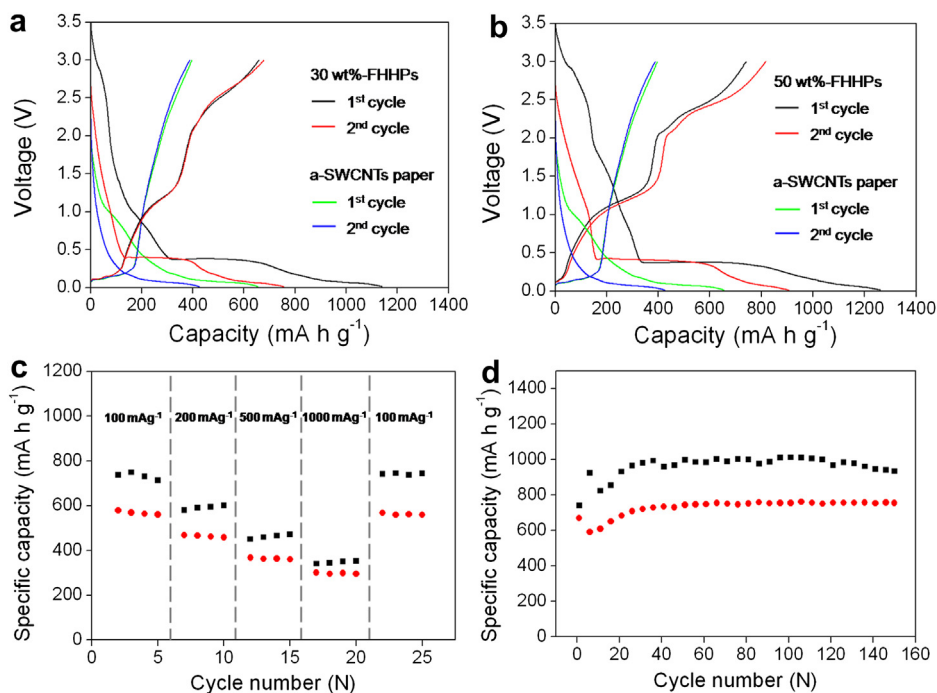 a
3.5
3.0
2.5
2.0
1.5
1.0
0.5
0.0
Voltage (V)
30 wt%-FHHPs
1st cycle
2nd cycle
a-SWCNTs paper
1st cycle
2nd cycle
0 200 400 600 800 1000 1200 1400
Capacity (mA h g-1)
b
3.5
3.0
2.5
2.0
1.5
1.0
0.5
0.0
Voltage (V)
50 wt%-FHHPs
1st cycle
2nd cycle
a-SWCNTs paper
1st cycle
2nd cycle
0 200 400 600 800 1000 1200 1400
Capacity (mA h g-1)
c
1200
1000
800
600
400
200
0
Specific capacity (mA h g-1)
100 mAg-1 200 mAg-1 500 mAg-1 1000 mAg-1 100 mAg-1
0 5 10 15 20 25
Cycle number (N)
d
1400
1200
1000
800
600
400
200
0
Specific capacity (mA h g-1)
0 20 40 60 80 100 120 140 160
Cycle number (N)